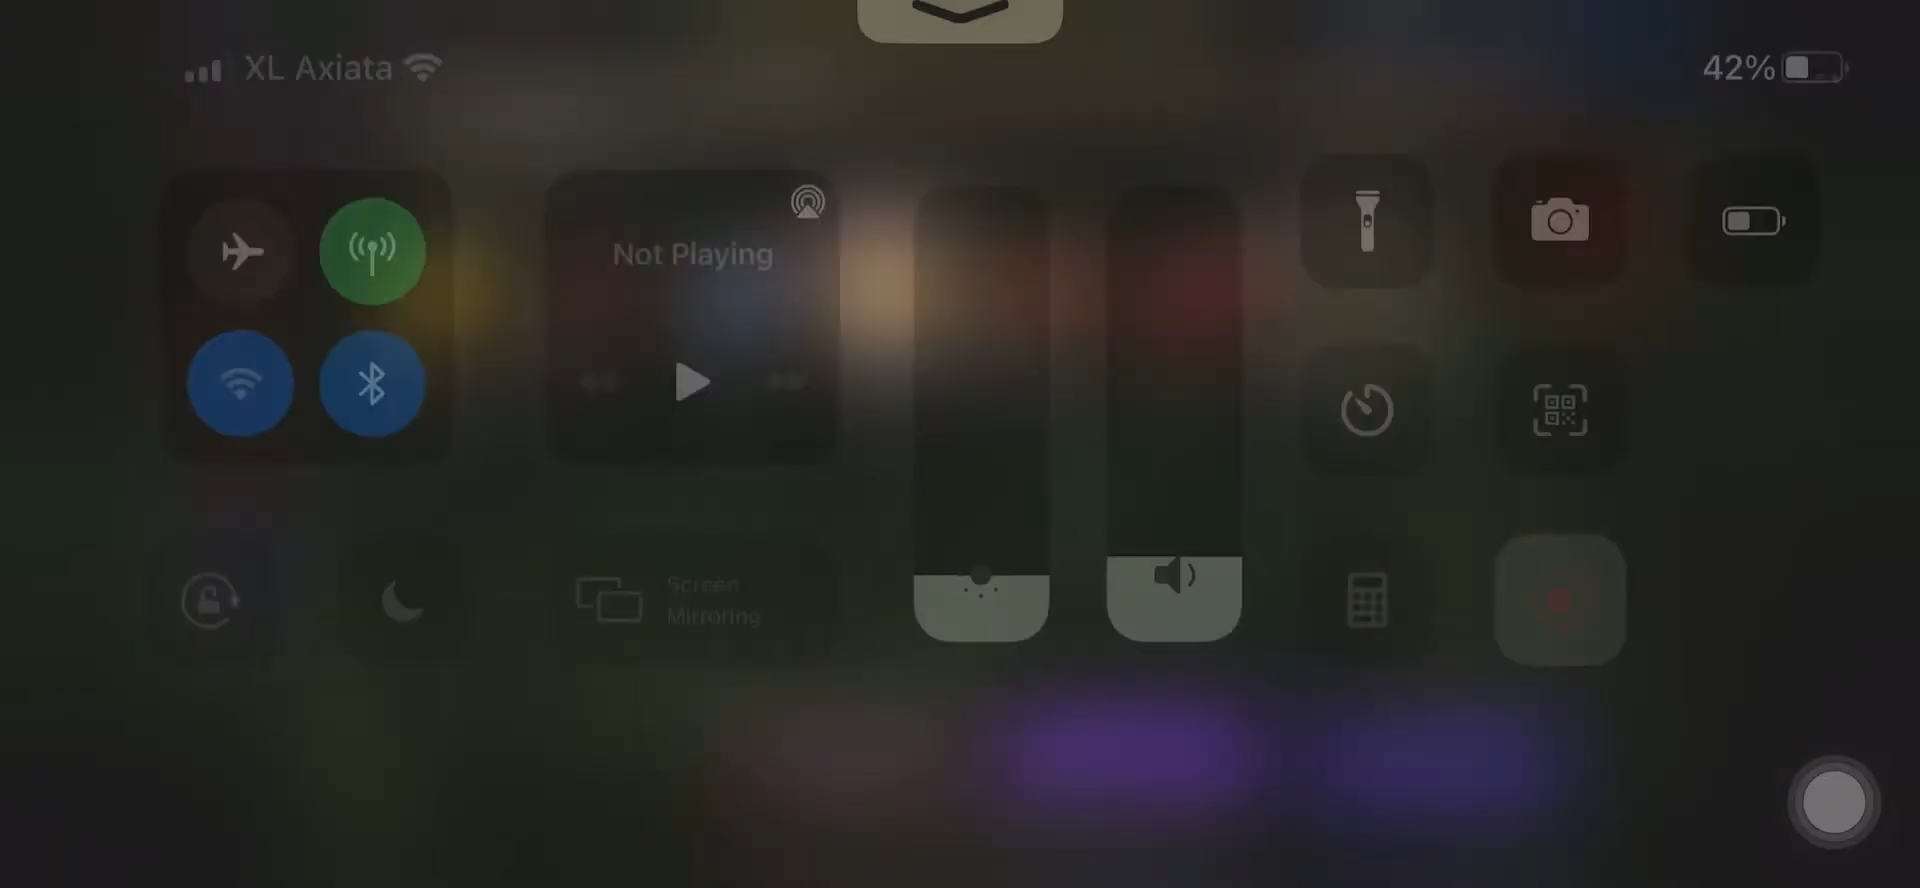 XL Axiata
42%
Not Playing
Screen
Mirroring